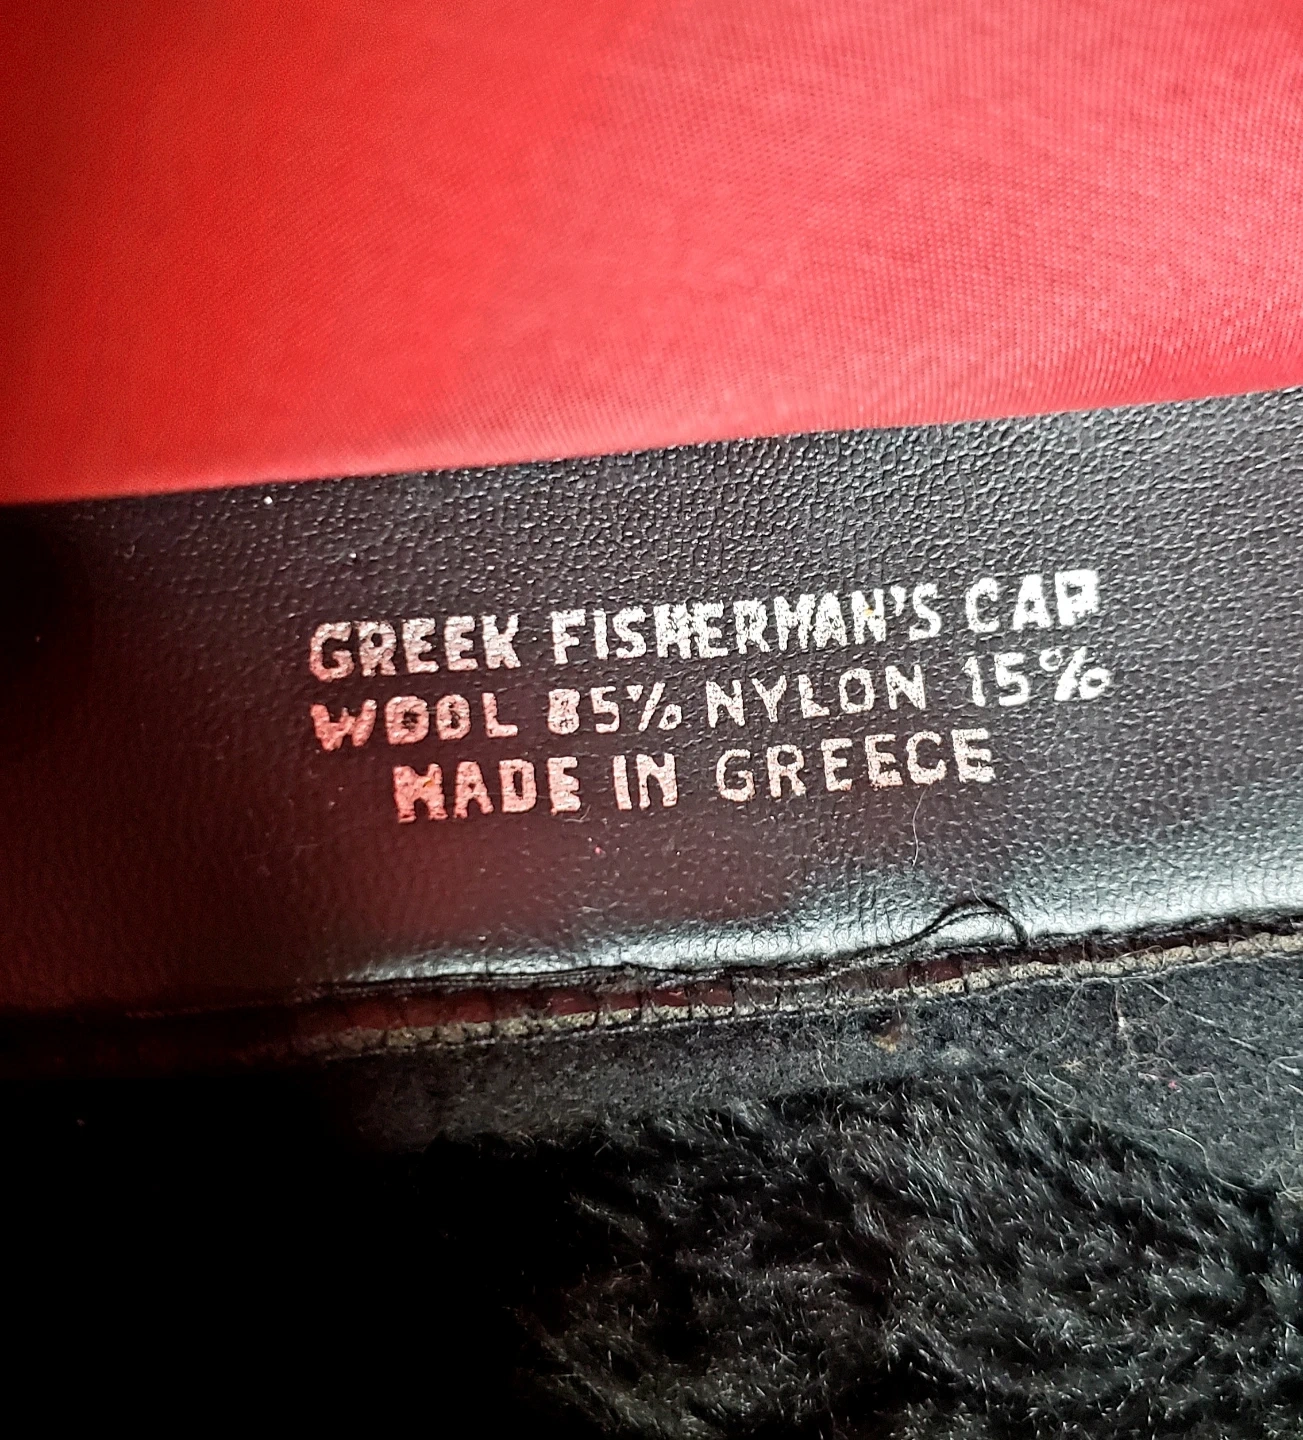 GREEK FISHERMAN'S CAP
WOOL 85% NYLON 15%
MADE IN GREECE